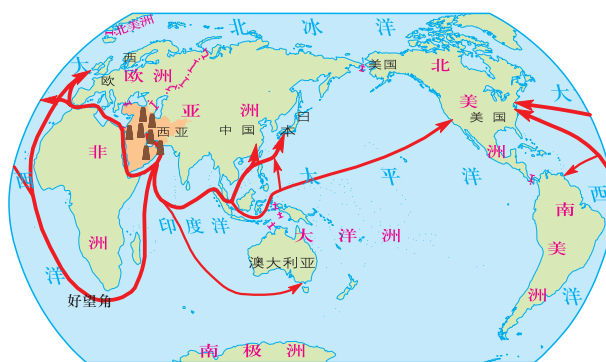 北美洲
北冰洋
西欧
欧洲
大西洋
亚洲
中国
日本
西亚
美国
北美洲
美国
大西洋
非洲
太平洋
印度洋
大洋洲
澳大利亚
南美洲
好望角
南极洲